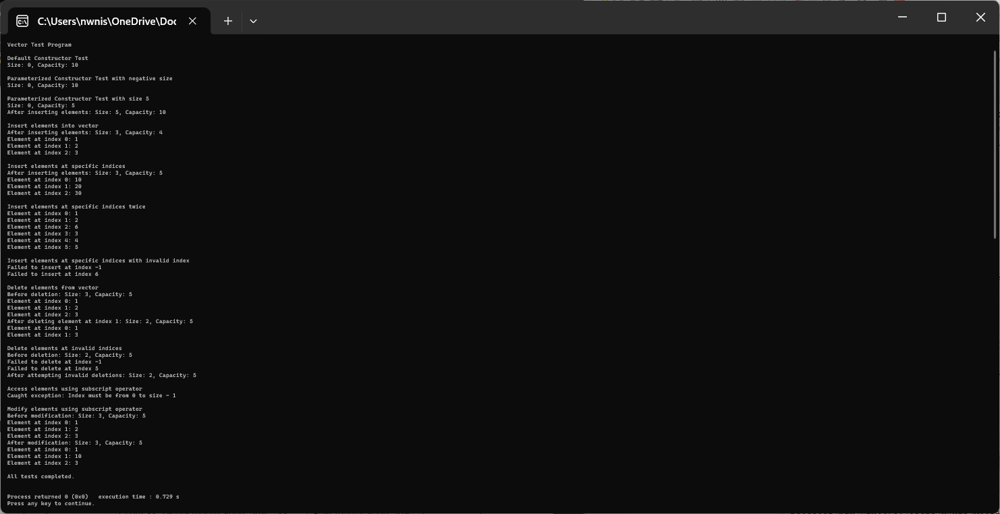 C:\Users\nwnis\OneDrive\Doc
Vector Test Program
Default Constructor Test
Size: 0, Capacity: 10
Parameterized Constructor Test with negative size
Size: 0, Capacity: 10
Parameterized Constructor Test with size 5
Size: 0, Capacity: 5
After inserting elements: Size: 5, Capacity: 10
Insert elements into vector
After inserting elements: Size: 3, Capacity: 4
Element at index 0: 1
Element at index 1: 2
Element at index 2: 3
Insert elements at specific indices
After inserting elements: Size: 3, Capacity: 5
Element at index 0: 10
Element at index 1: 20
Element at index 2: 30
Insert elements at specific indices twice
Element at index 0: 1
Element at index 1: 2
Element at index 2: 6
Element at index 3: 3
Element at index 4: 4
Element at index 5: 5
Insert elements at specific indices with invalid index
Failed to insert at index -1
Failed to insert at index 6
Delete elements from vector
Before deletion: Size: 3, Capacity: 5
Element at index 0: 1
Element at index 1: 2
Element at index 2: 3
After deleting element at index 1: Size: 2, Capacity: 5
Element at index 0: 1
Element at index 1: 3
Delete elements at invalid indices
Before deletion: Size: 2, Capacity: 5
Failed to delete at index -1
Failed to delete at index 5
After attempting invalid deletions: Size: 2, Capacity: 5
Access elements using subscript operator
Caught exception: Index must be from 0 to size - 1
Modify elements using subscript operator
Before modification: Size: 3, Capacity: 5
Element at index 0: 1
Element at index 1: 2
Element at index 2: 3
After modification: Size: 3, Capacity: 5
Element at index 0: 1
Element at index 1: 10
Element at index 2: 3
All tests completed.
Process returned 0 (0x0)   execution time : 0.729 s
Press any key to continue.